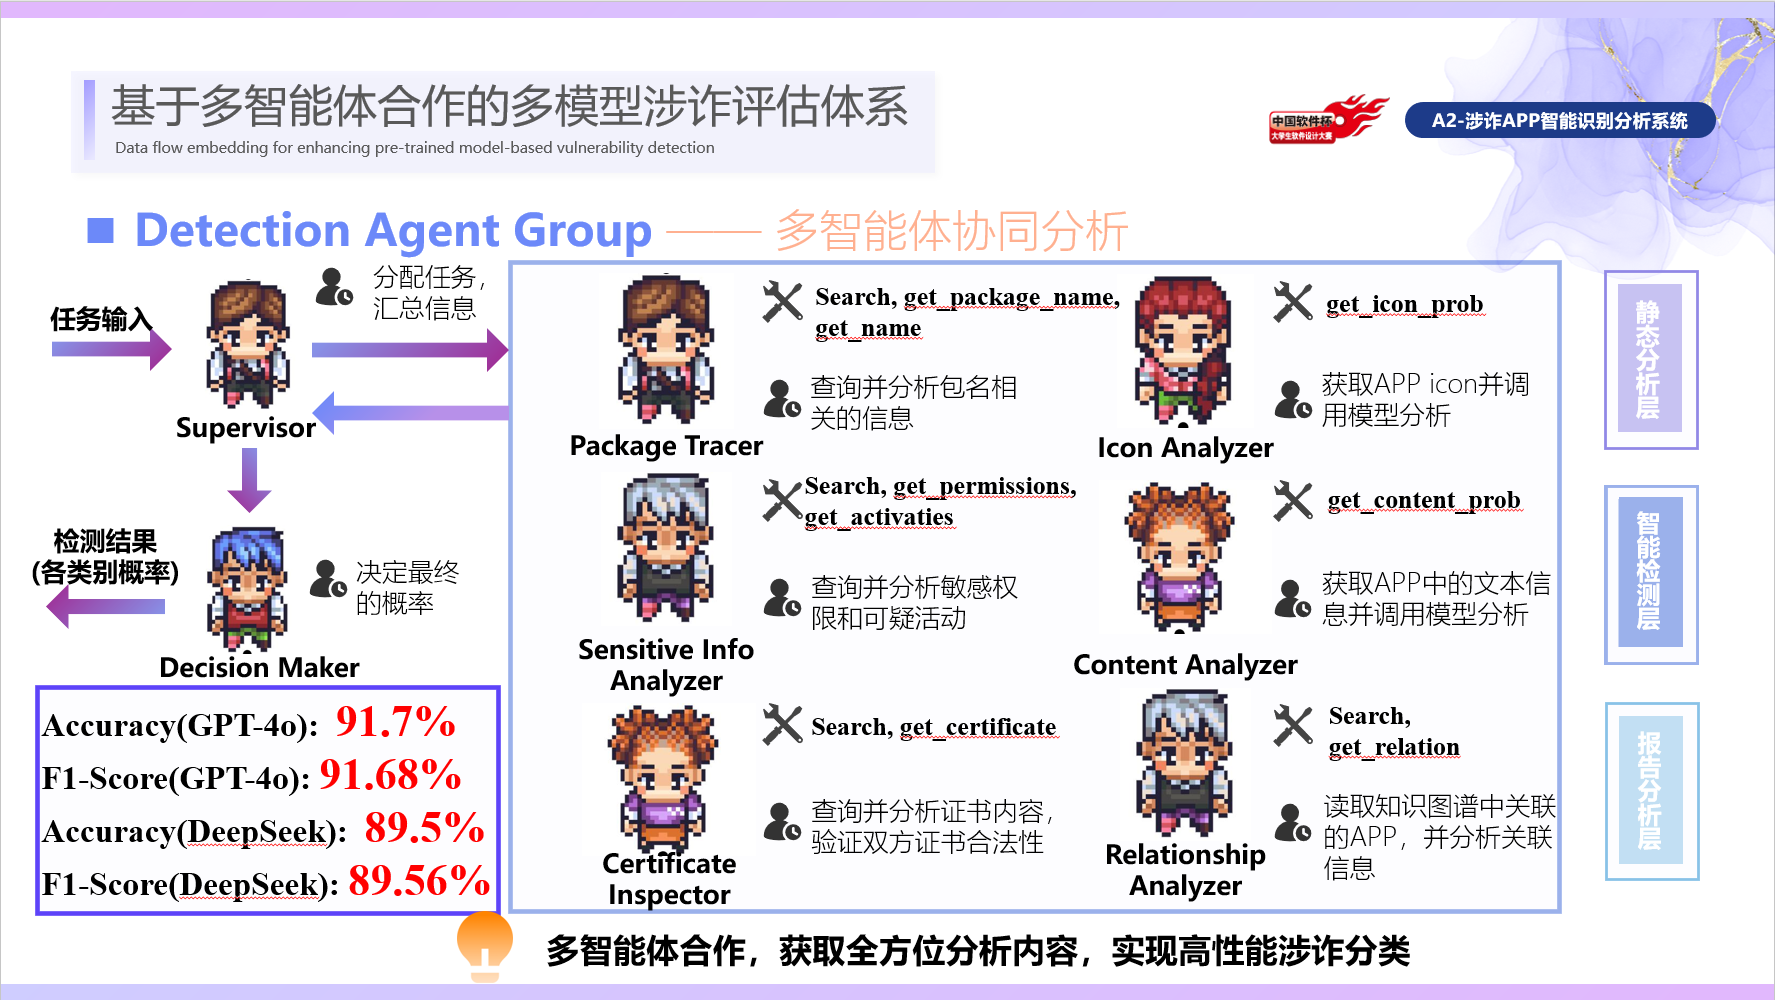 基于多智能体合作的多模型涉诈评估体系
Data flow embedding for enhancing pre-trained model-based vulnerability detection
中国软件杯
大学生软件设计大赛
A2-涉诈APP智能识别分析系统
Detection Agent Group —— 多智能体协同分析
任务输入
分配任务，
汇总信息
Supervisor
检测结果
(各类别概率)
决定最终
的概率
Decision Maker
Accuracy(GPT-4o): 91.7%
F1-Score(GPT-4o): 91.68%
Accuracy(DeepSeek): 89.5%
F1-Score(DeepSeek): 89.56%
Search, get_package_name,
get_name
查询并分析包名相
关的信息
Package Tracer
get_icon_prob
获取APP icon并调
用模型分析
Icon Analyzer
Search, get_permissions,
get_activaties
查询并分析敏感权
限和可疑活动
Sensitive Info
Analyzer
get_content_prob
获取APP中的文本信
息并调用模型分析
Content Analyzer
Search, get_certificate
查询并分析证书内容，
验证双方证书合法性
Certificate
Inspector
Search,
get_relation
读取知识图谱中关联
的APP，并分析关联
信息
Relationship
Analyzer
静态分析层
智能检测层
报告分析层
多智能体合作，获取全方位分析内容，实现高性能涉诈分类